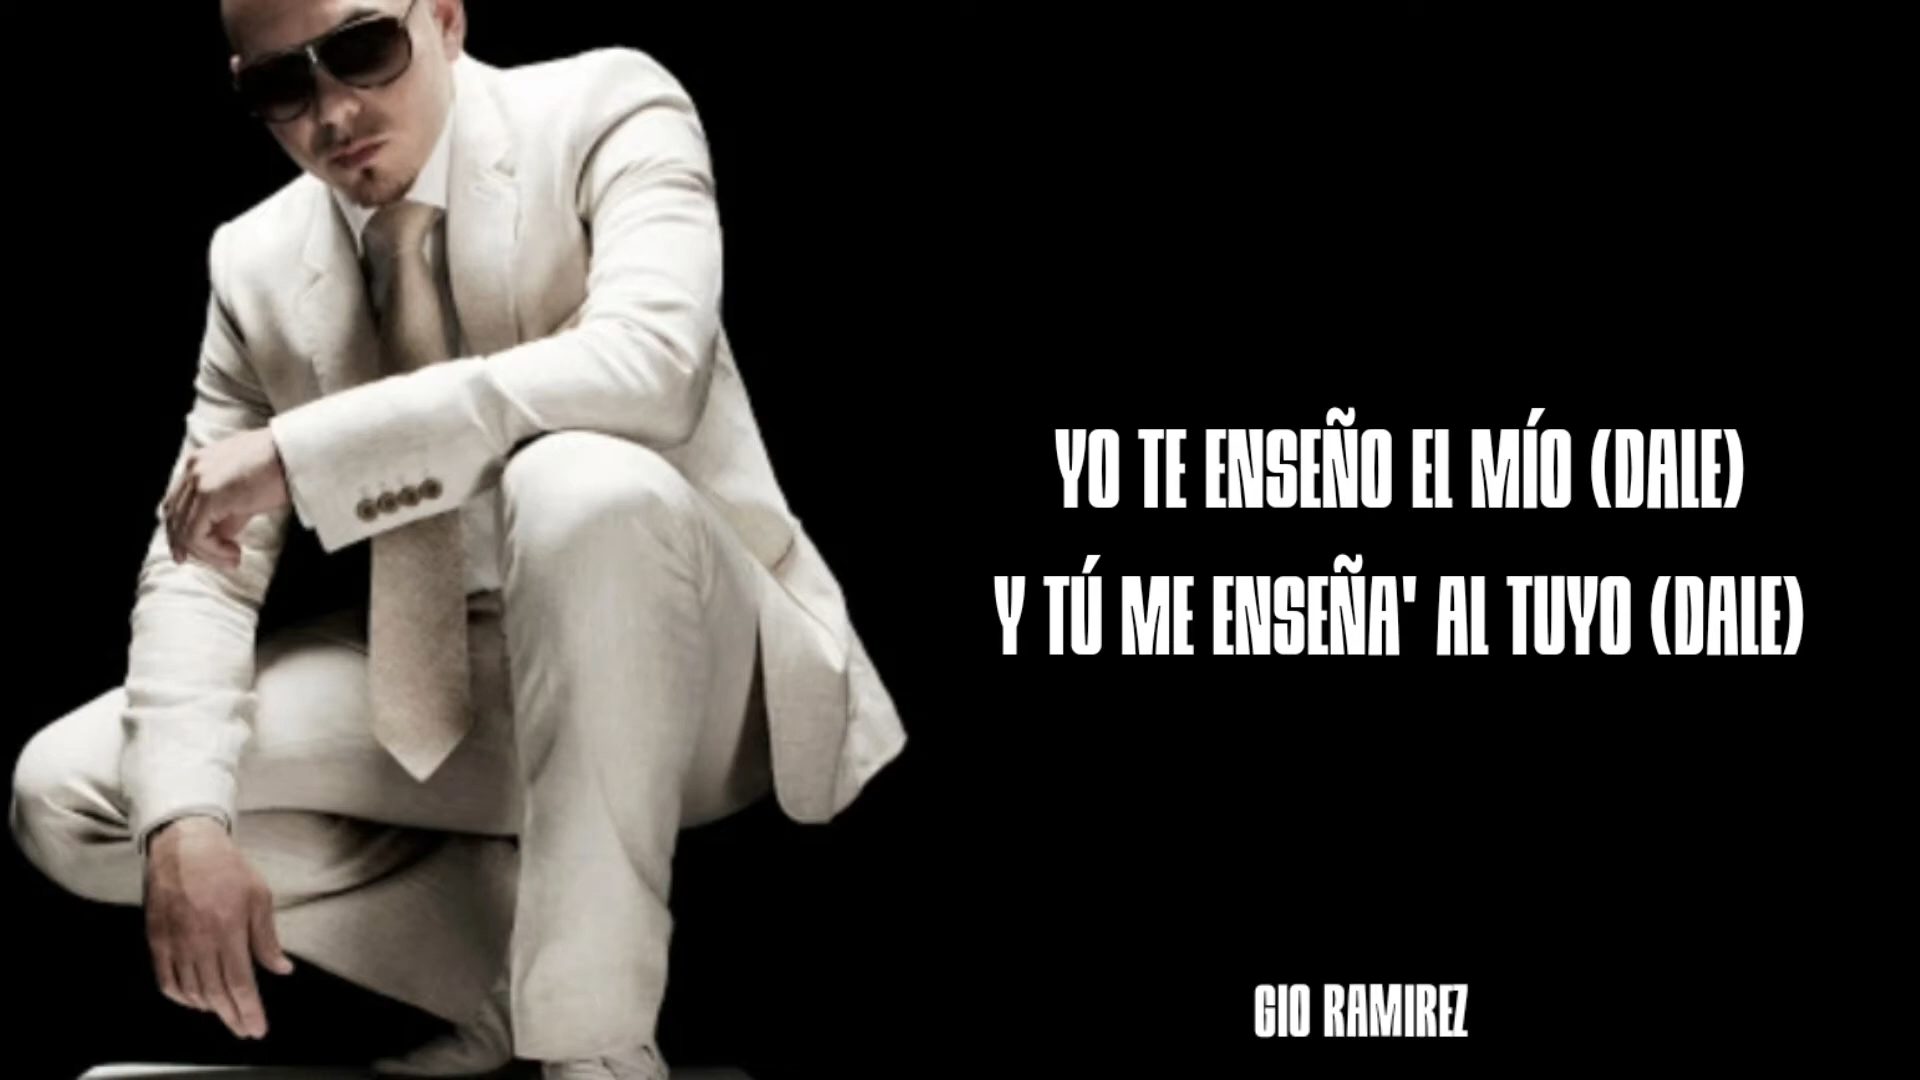 YO TE ENSEÑO EL MÍO (DALE)
Y TÚ ME ENSEÑA' AL TUYO (DALE)
GIO RAMIREZ